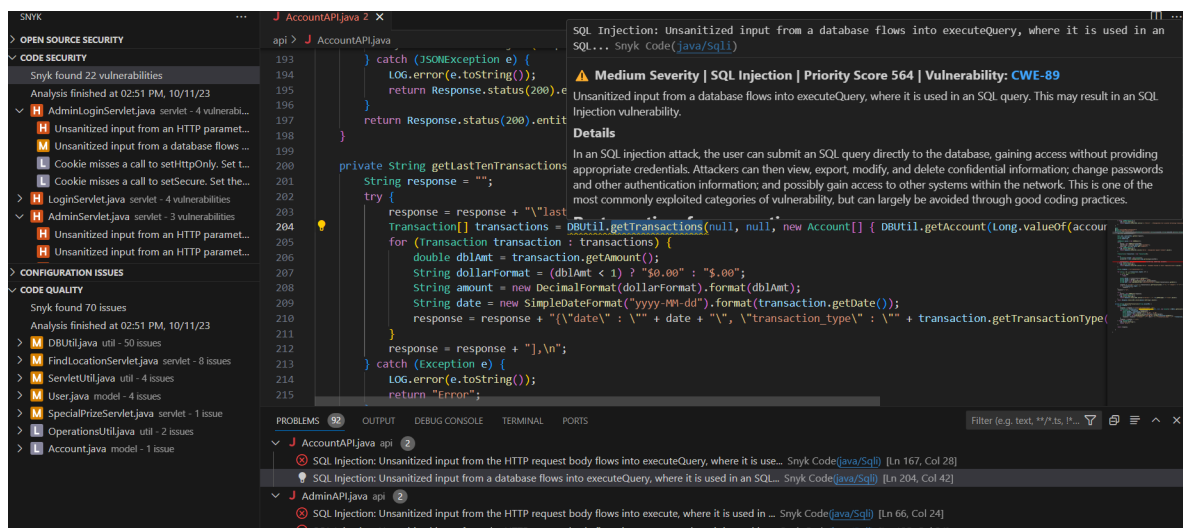 SNYK
OPEN SOURCE SECURITY
CODE SECURITY
Snyk found 22 vulnerabilities
Analysis finished at 02:51 PM, 10/11/23
H AdminLoginServlet.java servlet - 4 vulnerabi...
H Unsanitized input from an HTTP paramet...
M Unsanitized input from a database flows ...
L Cookie misses a call to setHttpOnly. Set t...
L Cookie misses a call to setSecure. Set the...
H LoginServlet.java servlet - 4 vulnerabilities
H AdminServlet.java servlet - 3 vulnerabilities
H Unsanitized input from an HTTP paramet...
H Unsanitized input from an HTTP paramet...
CONFIGURATION ISSUES
CODE QUALITY
Snyk found 70 issues
Analysis finished at 02:51 PM, 10/11/23
M DBUtil.java util - 50 issues
M FindLocationServlet.java servlet - 8 issues
M ServletUtil.java util - 4 issues
M User.java model - 4 issues
M SpecialPrizeServlet.java servlet - 1 issue
L OperationsUtil.java util - 2 issues
L Account.java model - 1 issue
J AccountAPI.java 2
api > J AccountAPI.java
193 } catch (JSONException e) {
194 LOG.error(e.toString());
195 return Response.status(200).e
196 }
197 return Response.status(200).entit
198 }
199
200 private String getLastTenTransactions
201 String response = "";
202 try {
203 response = response + "\"last
204 Transaction[] transactions = DBUtil.getTransactions(null, null, new Account[] { DBUtil.getAccount(Long.valueOf(accoun
205 for (Transaction transaction : transactions) {
206 double dblAmt = transaction.getAmount();
207 String dollarFormat = (dblAmt < 1) ? "$0.00" : "$.00";
208 String amount = new DecimalFormat(dollarFormat).format(dblAmt);
209 String date = new SimpleDateFormat("yyyy-MM-dd").format(transaction.getDate());
210 response = response + "{\"date\" : \"" + date + "\", \"transaction_type\" : \"" + transaction.getTransactionType(
211 }
212 response = response + "],\n";
213 } catch (Exception e) {
214 LOG.error(e.toString());
215 return "Error";
SQL Injection: Unsanitized input from a database flows into executeQuery, where it is used in an
SQL... Snyk Code(java/Sqli)
Medium Severity | SQL Injection | Priority Score 564 | Vulnerability: CWE-89
Unsanitized input from a database flows into executeQuery, where it is used in an SQL query. This may result in an SQL
Injection vulnerability.
Details
In an SQL injection attack, the user can submit an SQL query directly to the database, gaining access without providing
appropriate credentials. Attackers can then view, export, modify, and delete confidential information; change passwords
and other authentication information; and possibly gain access to other systems within the network. This is one of the
most commonly exploited categories of vulnerability, but can largely be avoided through good coding practices.
PROBLEMS 92 OUTPUT DEBUG CONSOLE TERMINAL PORTS
Filter (e.g. text, **/*.ts, !*...
J AccountAPI.java api 2
SQL Injection: Unsanitized input from the HTTP request body flows into executeQuery, where it is use... Snyk Code(java/Sqli) [Ln 167, Col 28]
SQL Injection: Unsanitized input from a database flows into executeQuery, where it is used in an SQL... Snyk Code(java/Sqli) [Ln 204, Col 42]
J AdminAPI.java api 2
SQL Injection: Unsanitized input from the HTTP request body flows into execute, where it is used in ... Snyk Code(java/Sqli) [Ln 66, Col 24]